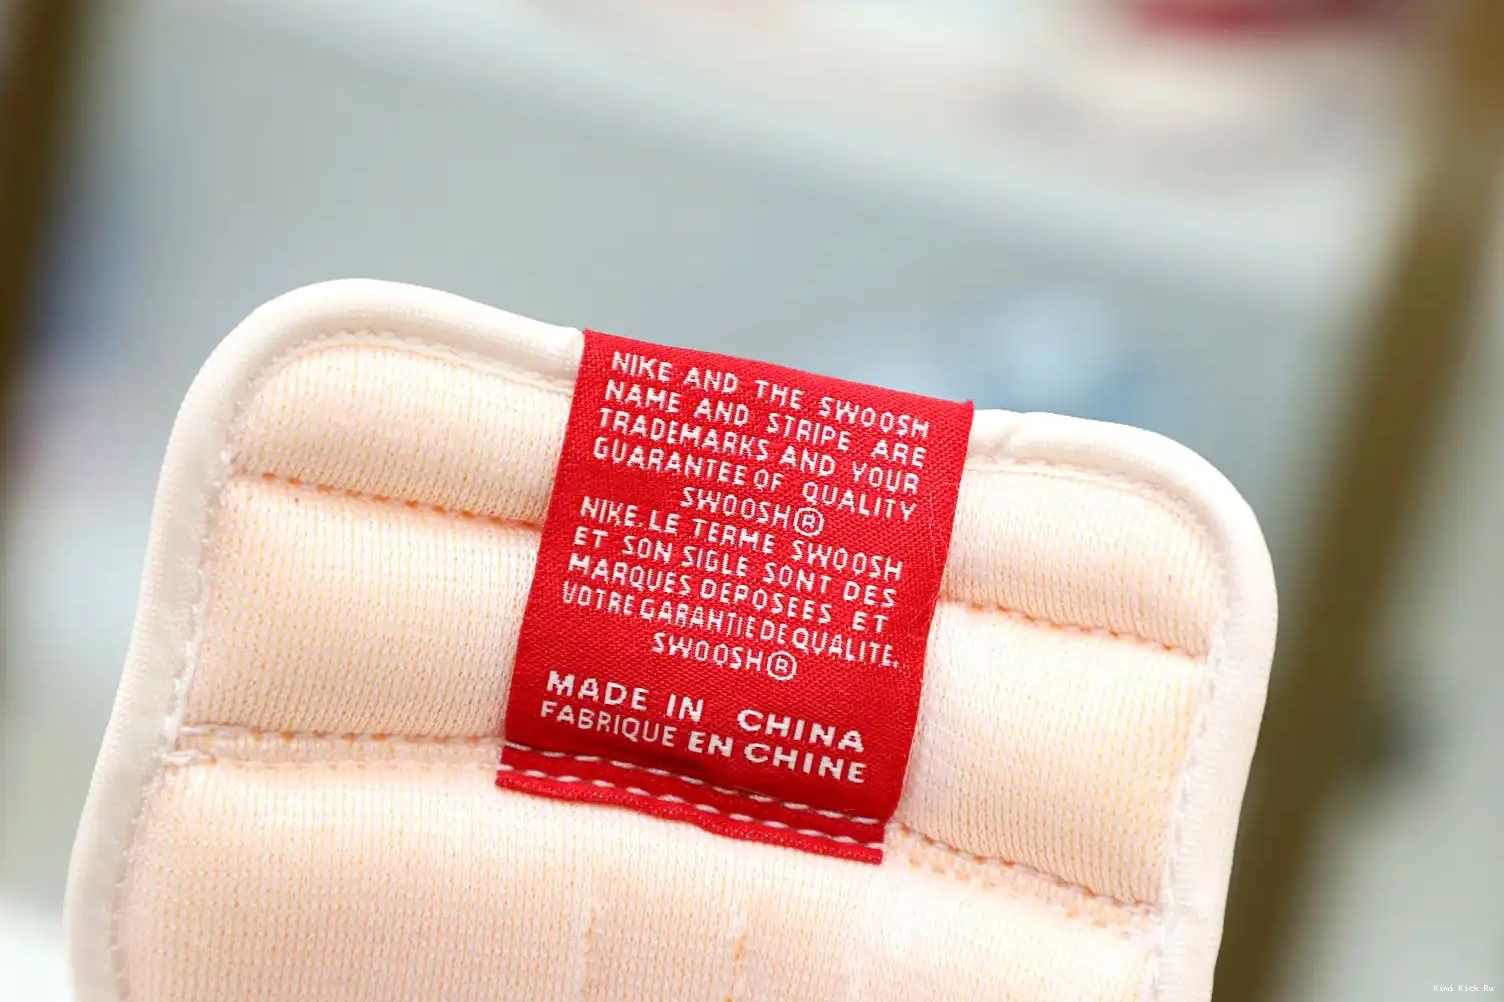 NIKE AND THE SWOOSH
NAME AND STRIPE ARE
TRADEMARKS AND YOUR
GUARANTEE OF QUALITY
SWOOSH®
NIKE.LE TERME SWOOSH
ET SON SIGLE SONT DES
MARQUES DEPOSEES ET
VOTRE GARANTIE DE QUALITE.
SWOOSH®
MADE IN CHINA
FABRIQUE EN CHINE
Kimi Kick Ru